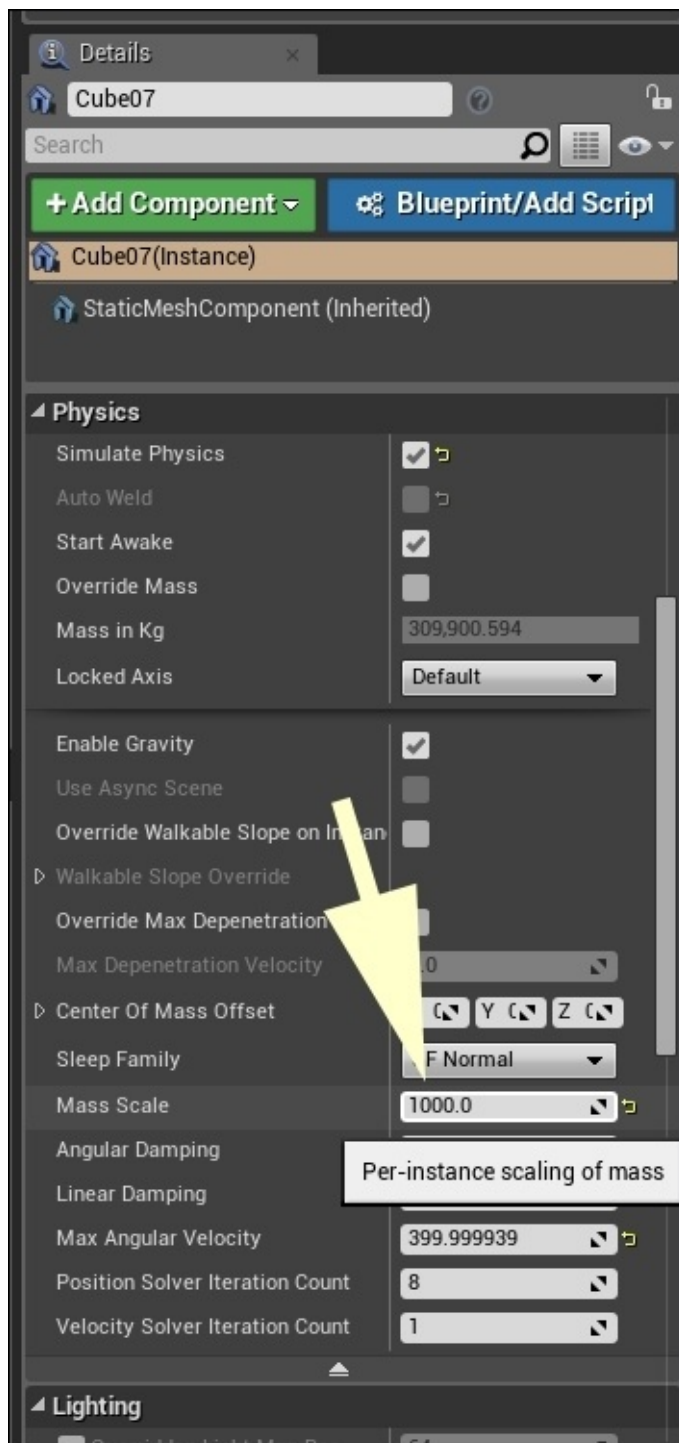 Details
Cube07
Search
+ Add Component
Blueprint/Add Script
Cube07(Instance)
StaticMeshComponent (Inherited)
Physics
Simulate Physics
Auto Weld
Start Awake
Override Mass
Mass in Kg 309,900.594
Locked Axis Default
Enable Gravity
Use Async Scene
Override Walkable Slope on
Walkable Slope Override
Override Max Depenetration
Max Depenetration Velocity .0
Center Of Mass Offset Y Z
Sleep Family F Normal
Mass Scale 1000.0
Angular Damping
Per-instance scaling of mass
Linear Damping
Max Angular Velocity 399.999939
Position Solver Iteration Count 8
Velocity Solver Iteration Count 1
Lighting